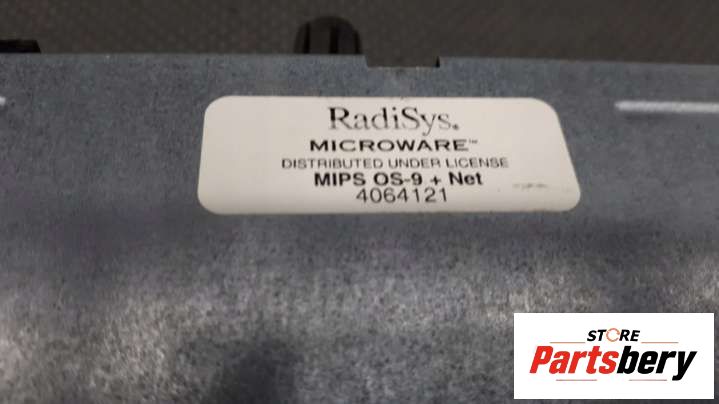 RadiSys®
MICROWARE™
DISTRIBUTED UNDER LICENSE
MIPS OS-9 + Net
4064121
STORE
Partsbery